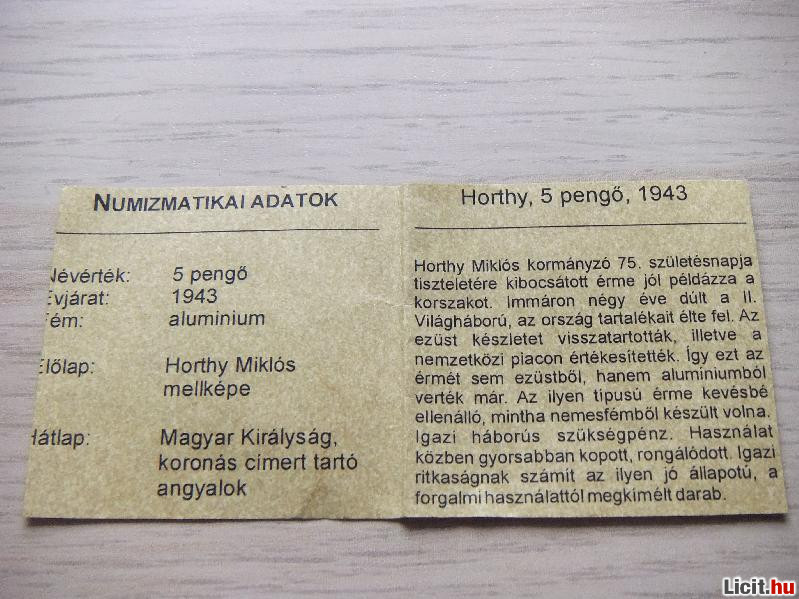 NUMIZMATIKAI ADATOK
Névérték: 5 pengő
Évjárat: 1943
Fém: alumínium
Előlap: Horthy Miklós
mellképe
Hátlap: Magyar Királyság,
koronás címert tartó
angyalok
Horthy, 5 pengő, 1943
Horthy Miklós kormányzó 75. születésnapja
tiszteletére kibocsátott érme jól példázza a
korszakot. Immáron négy éve dúlt a II.
Világháború, az ország tartalékait élte fel. Az
ezüst készletet visszatartották, illetve a
nemzetközi piacon értékesítették. Így ezt az
érmét sem ezüstből, hanem alumíniumból
verték már. Az ilyen típusú érme kevésbé
ellenálló, mintha nemesfémből készült volna.
Igazi háborús szükségpénz. Használat
közben gyorsabban kopott, rongálódott. Igazi
ritkaságnak számít az ilyen jó állapotú, a
forgalmi használattól megkímélt darab.
Licit.hu